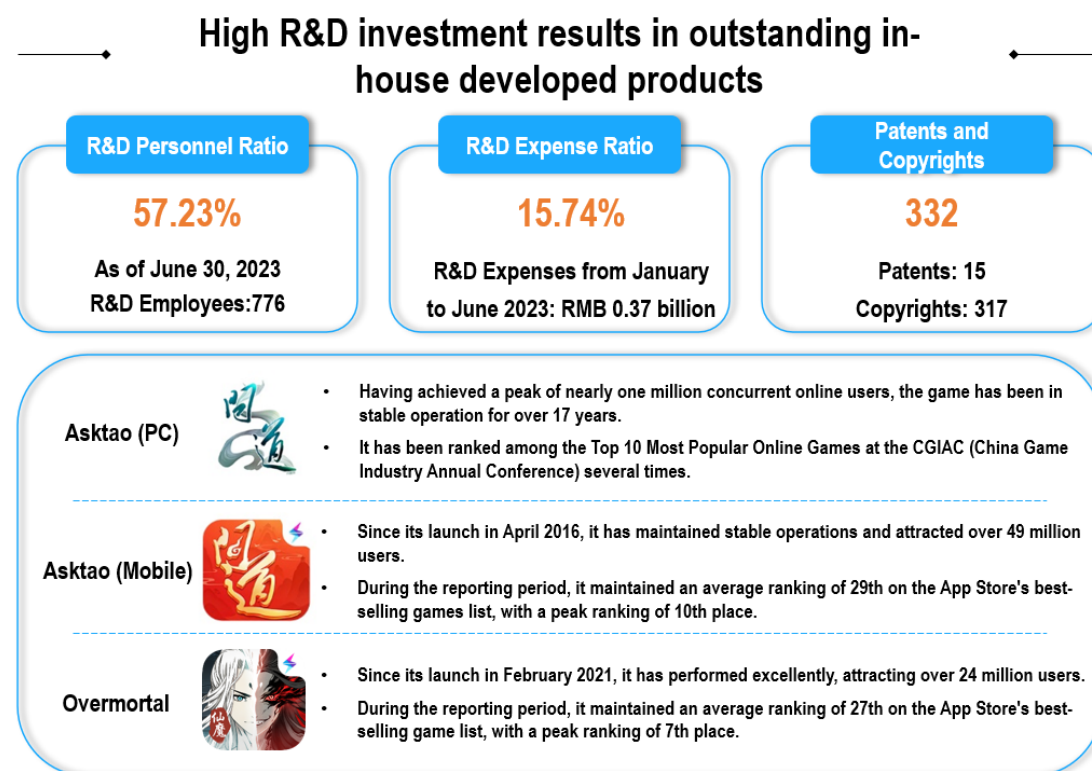 High R&D investment results in outstanding in-
house developed products
R&D Personnel Ratio
57.23%
As of June 30, 2023
R&D Employees:776
R&D Expense Ratio
15.74%
R&D Expenses from January
to June 2023: RMB 0.37 billion
Patents and
Copyrights
332
Patents: 15
Copyrights: 317
Asktao (PC)
问道
• Having achieved a peak of nearly one million concurrent online users, the game has been in
stable operation for over 17 years.
• It has been ranked among the Top 10 Most Popular Online Games at the CGIAC (China Game
Industry Annual Conference) several times.
Asktao (Mobile)
问道
• Since its launch in April 2016, it has maintained stable operations and attracted over 49 million
users.
• During the reporting period, it maintained an average ranking of 29th on the App Store's best-
selling games list, with a peak ranking of 10th place.
Overmortal
仙魔
• Since its launch in February 2021, it has performed excellently, attracting over 24 million users.
• During the reporting period, it maintained an average ranking of 27th on the App Store's best-
selling game list, with a peak ranking of 7th place.